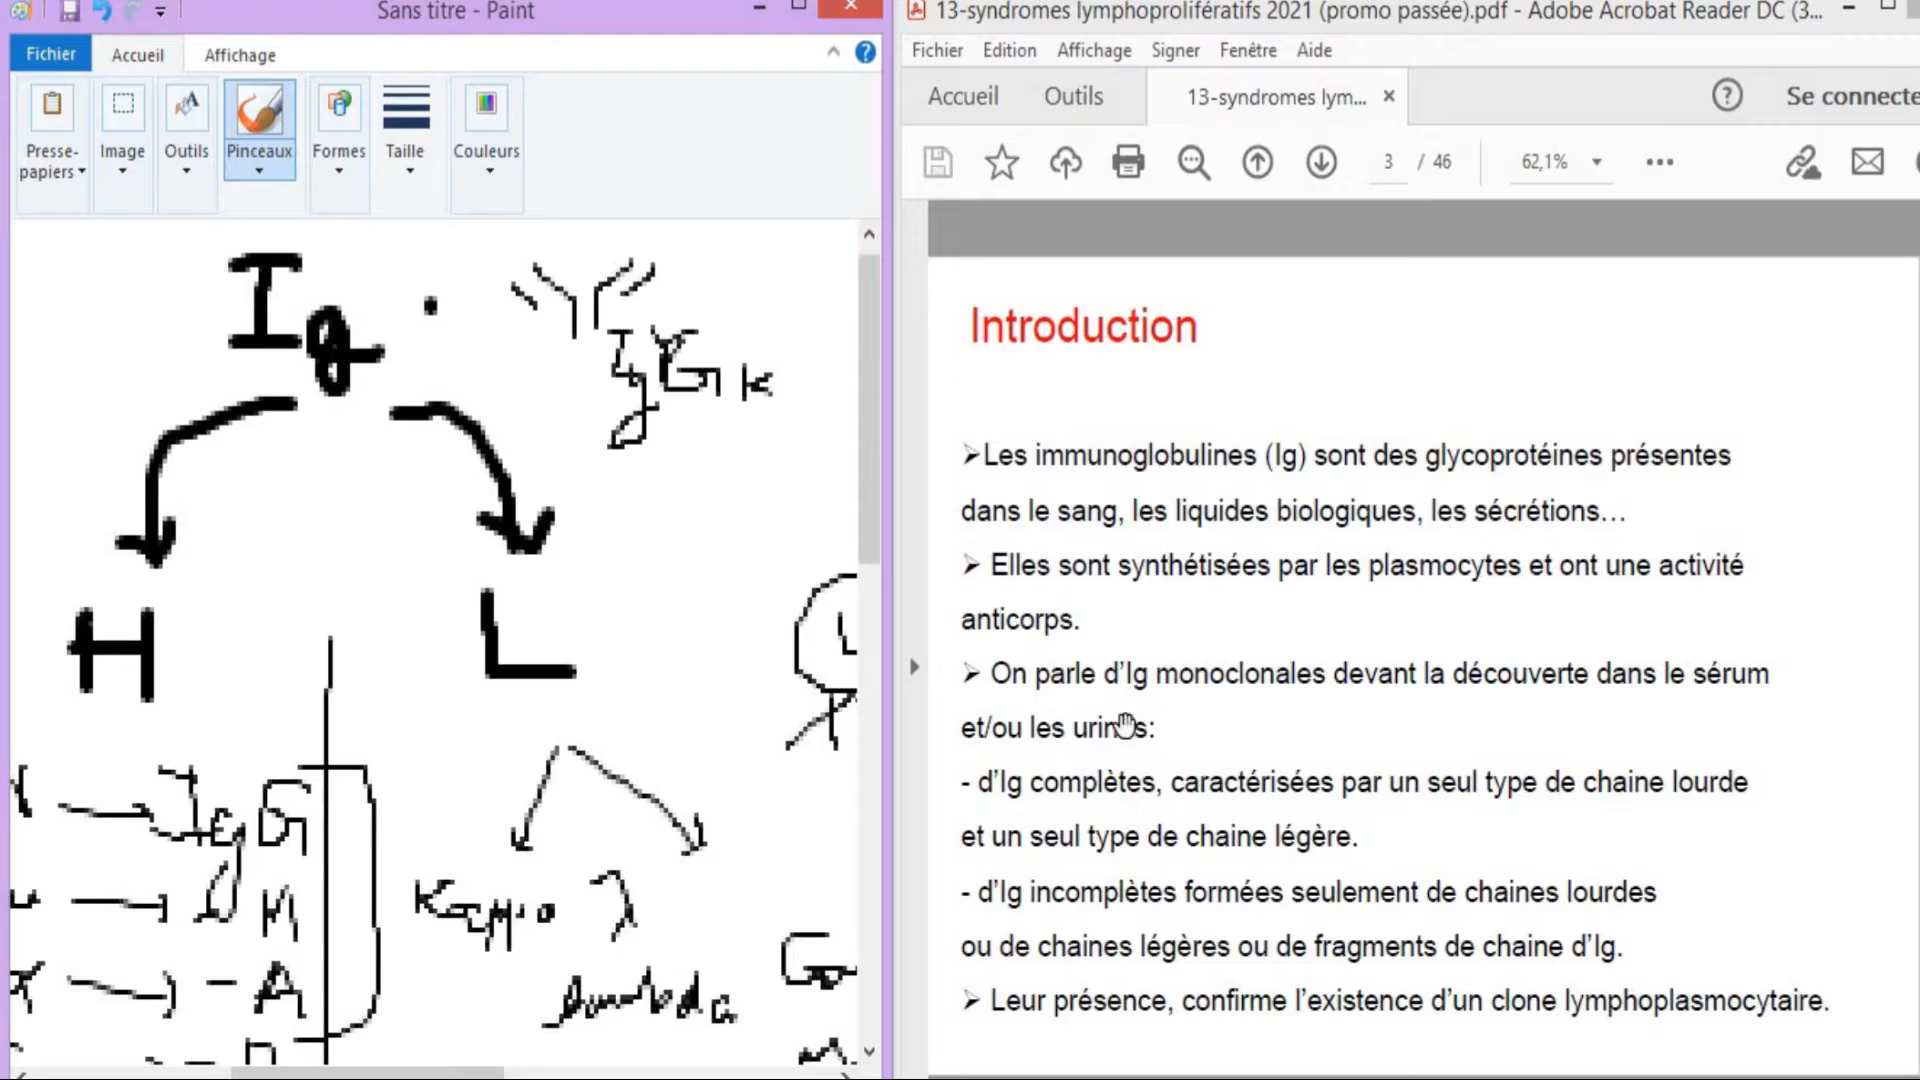 Sans titre - Paint
Fichier
Accueil
Affichage
Presse-
papiers
Image
Outils
Pinceaux
Formes
Taille
Couleurs
Ig
Ig G K
H
L
Ig G
M
A
D
Kappa
λ
lambda
13-syndromes lymphoprolifératifs 2021 (promo passée).pdf - Adobe Acrobat Reader DC (3...
Fichier Edition Affichage Signer Fenêtre Aide
Accueil
Outils
13-syndromes lym...
Se connecte
3 / 46
62,1%
Introduction
➢Les immunoglobulines (Ig) sont des glycoprotéines présentes
dans le sang, les liquides biologiques, les sécrétions…
➢ Elles sont synthétisées par les plasmocytes et ont une activité
anticorps.
➢ On parle d’Ig monoclonales devant la découverte dans le sérum
et/ou les urines:
- d’Ig complètes, caractérisées par un seul type de chaine lourde
et un seul type de chaine légère.
- d’Ig incomplètes formées seulement de chaines lourdes
ou de chaines légères ou de fragments de chaine d’Ig.
➢ Leur présence, confirme l’existence d’un clone lymphoplasmocytaire.